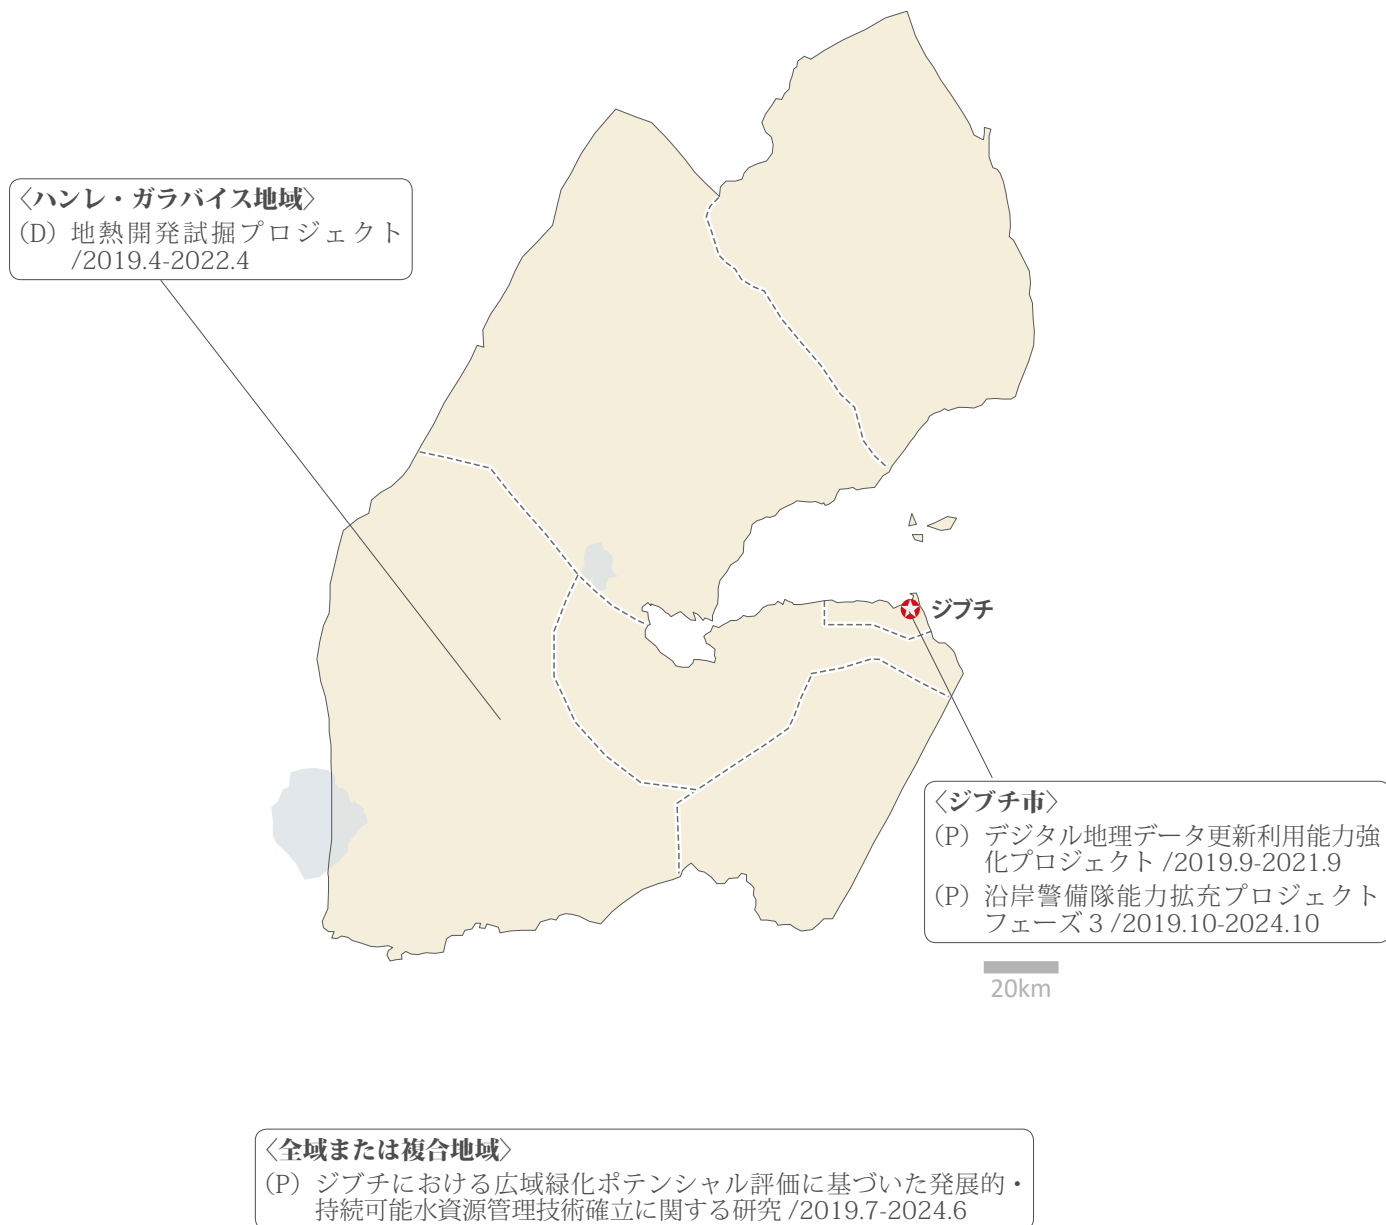 〈ハンレ・ガラバイス地域〉
(D) 地熱開発試掘プロジェクト
/2019.4-2022.4
ジブチ
〈ジブチ市〉
(P) デジタル地理データ更新利用能力強
化プロジェクト /2019.9-2021.9
(P) 沿岸警備隊能力拡充プロジェクト
フェーズ 3 /2019.10-2024.10
20km
〈全域または複合地域〉
(P) ジブチにおける広域緑化ポテンシャル評価に基づいた発展的・
持続可能水資源管理技術確立に関する研究 /2019.7-2024.6